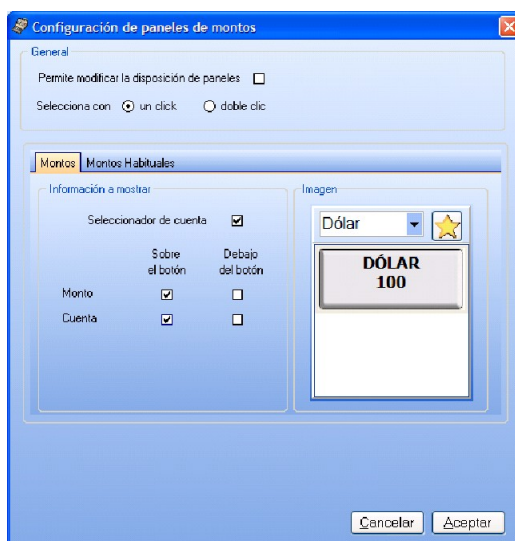 Configuración de paneles de montos
General
Permite modificar la disposición de paneles
Selecciona con un click doble clic
Montos Montos Habituales
Información a mostrar
Seleccionador de cuenta
Sobre el botón
Debajo del botón
Monto
Cuenta
Imagen
Dólar
DÓLAR
100
Cancelar Aceptar